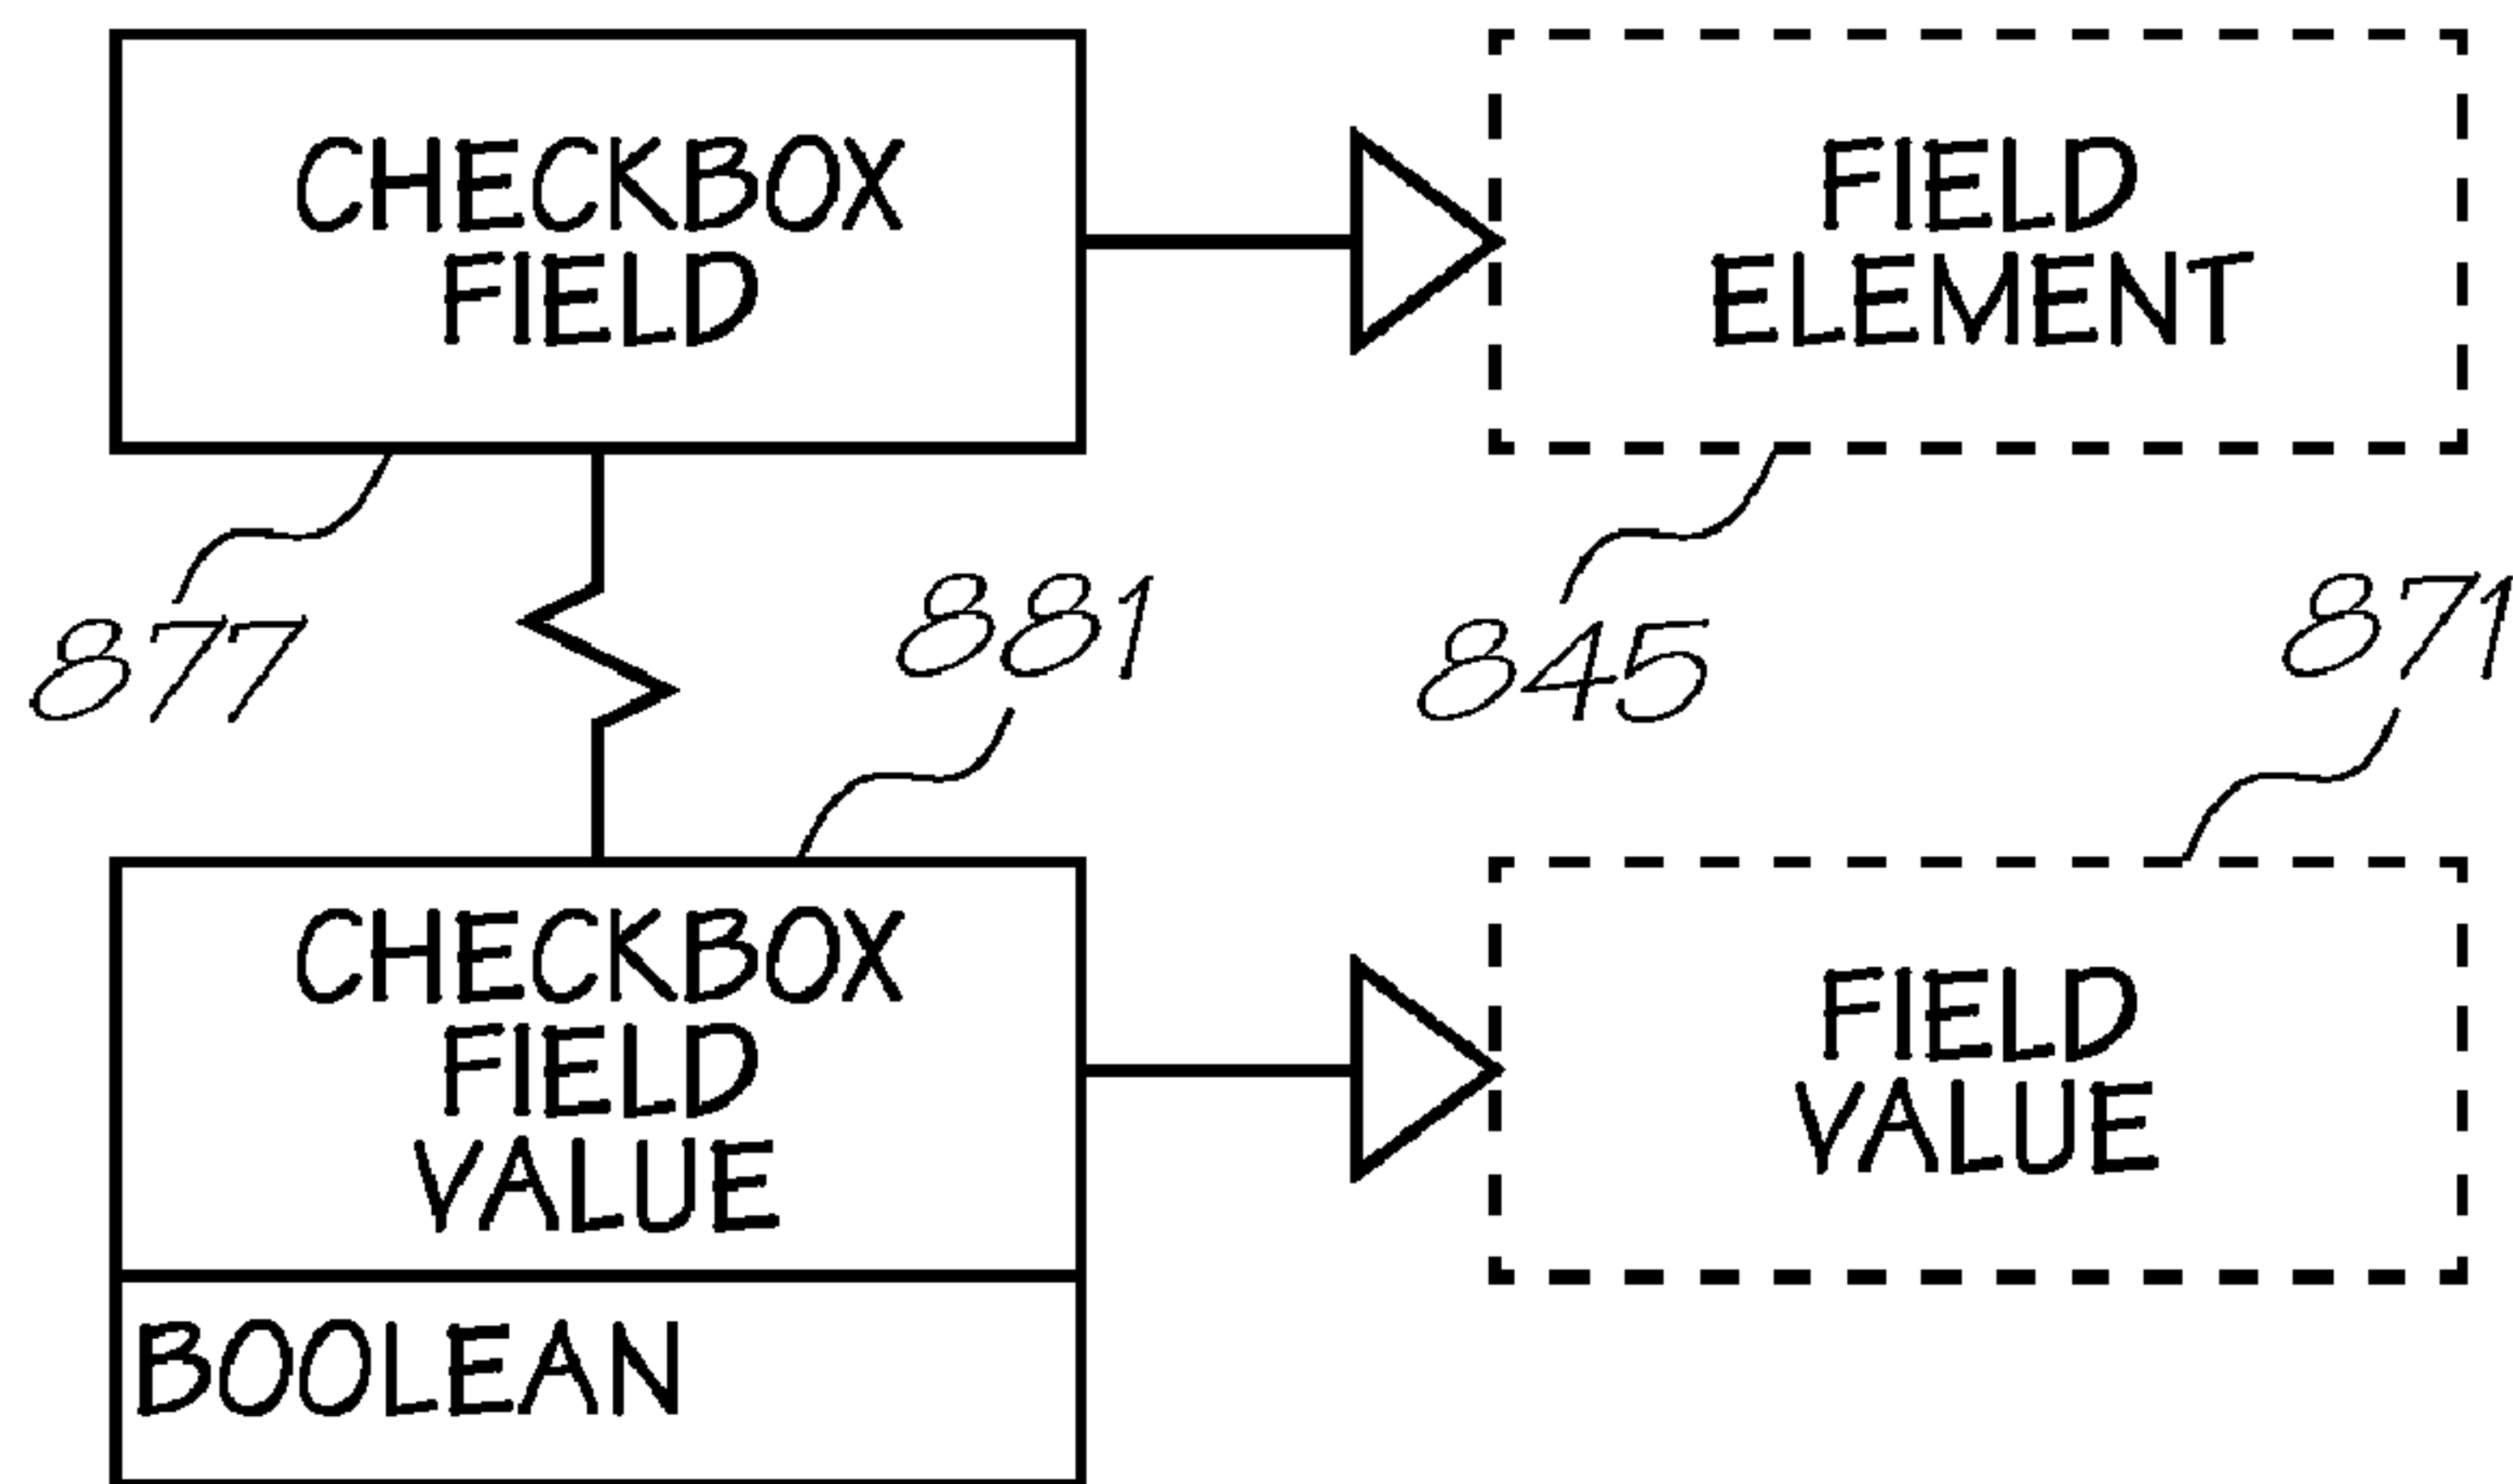 CHECKBOX
FIELD
FIELD
ELEMENT
877
881
845
871
CHECKBOX
FIELD
VALUE
FIELD
VALUE
BOOLEAN